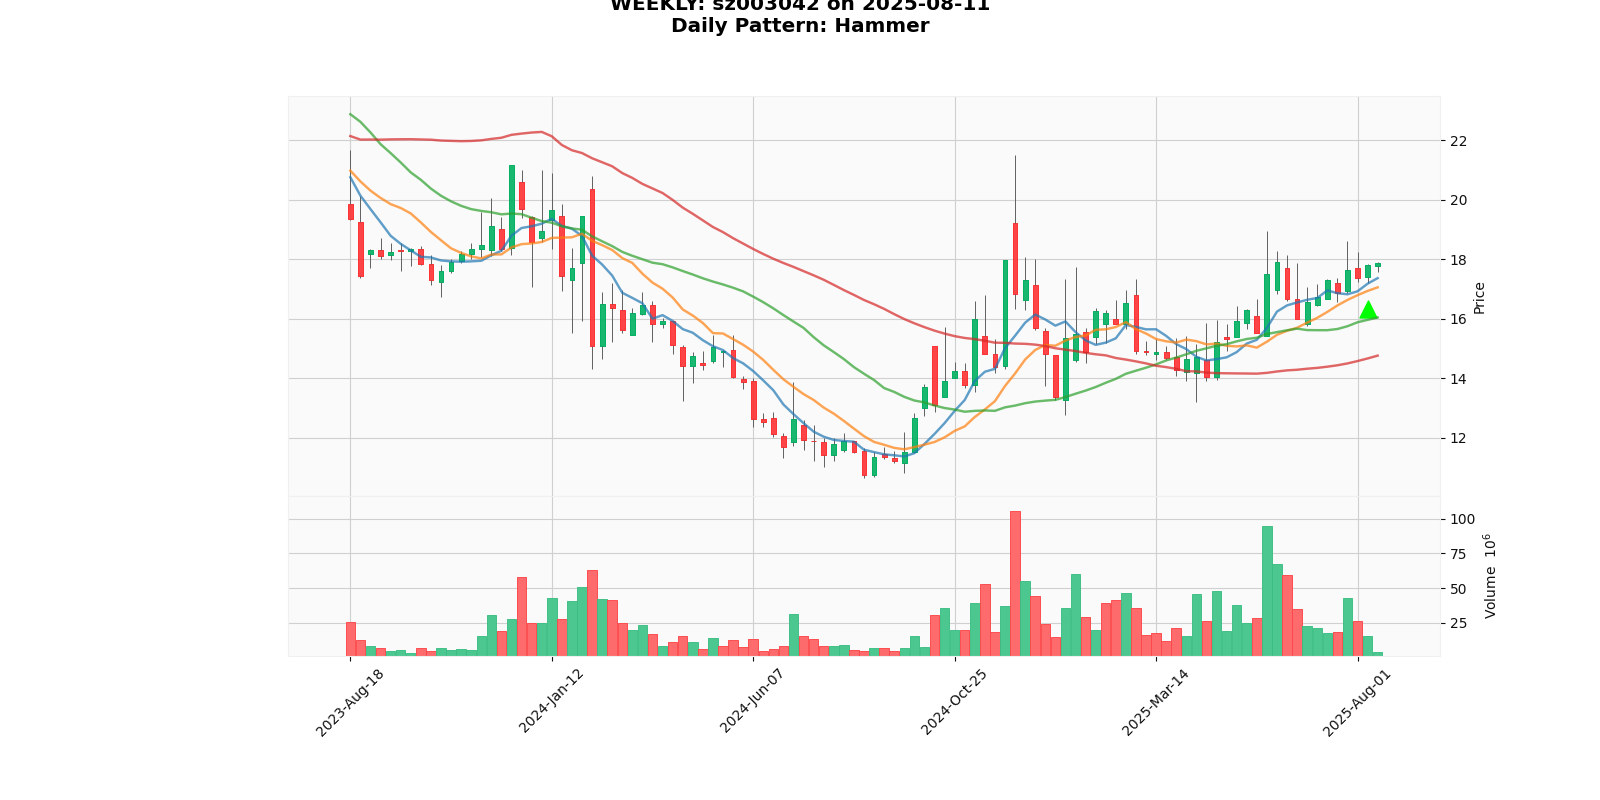 WEEKLY: sz003042 on 2025-08-11
Daily Pattern: Hammer
22
20
18
16
14
12
Price
100
75
50
25
Volume 10⁶
2023-Aug-18
2024-Jan-12
2024-Jun-07
2024-Oct-25
2025-Mar-14
2025-Aug-01